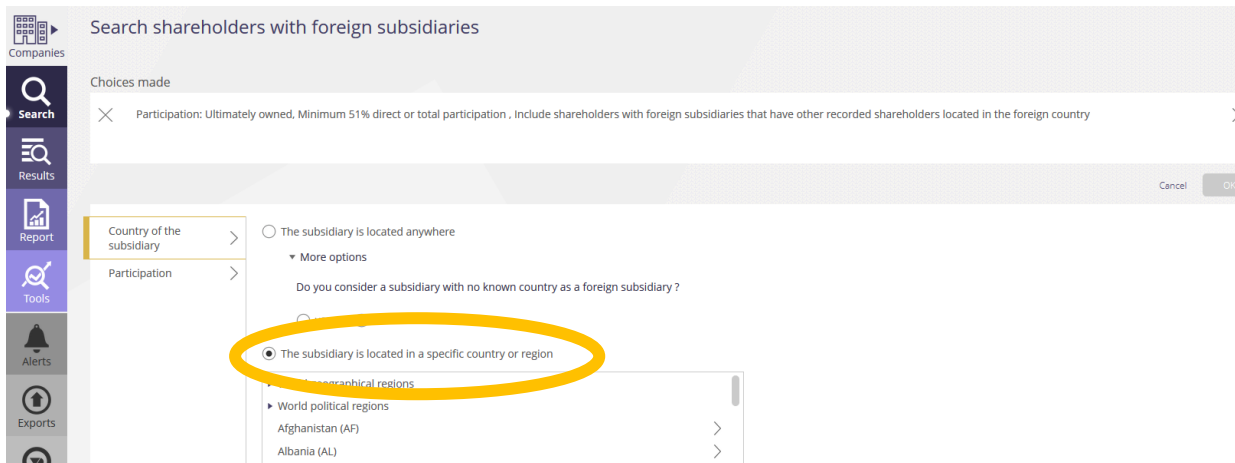 Search shareholders with foreign subsidiaries
Companies
Choices made
Search
Participation: Ultimately owned, Minimum 51% direct or total participation , Include shareholders with foreign subsidiaries that have other recorded shareholders located in the foreign country
Results
Cancel
OK
Report
Country of the
subsidiary
The subsidiary is located anywhere
More options
Participation
Do you consider a subsidiary with no known country as a foreign subsidiary ?
Tools
The subsidiary is located in a specific country or region
Alerts
regions
World political regions
Exports
Afghanistan (AF)
Albania (AL)